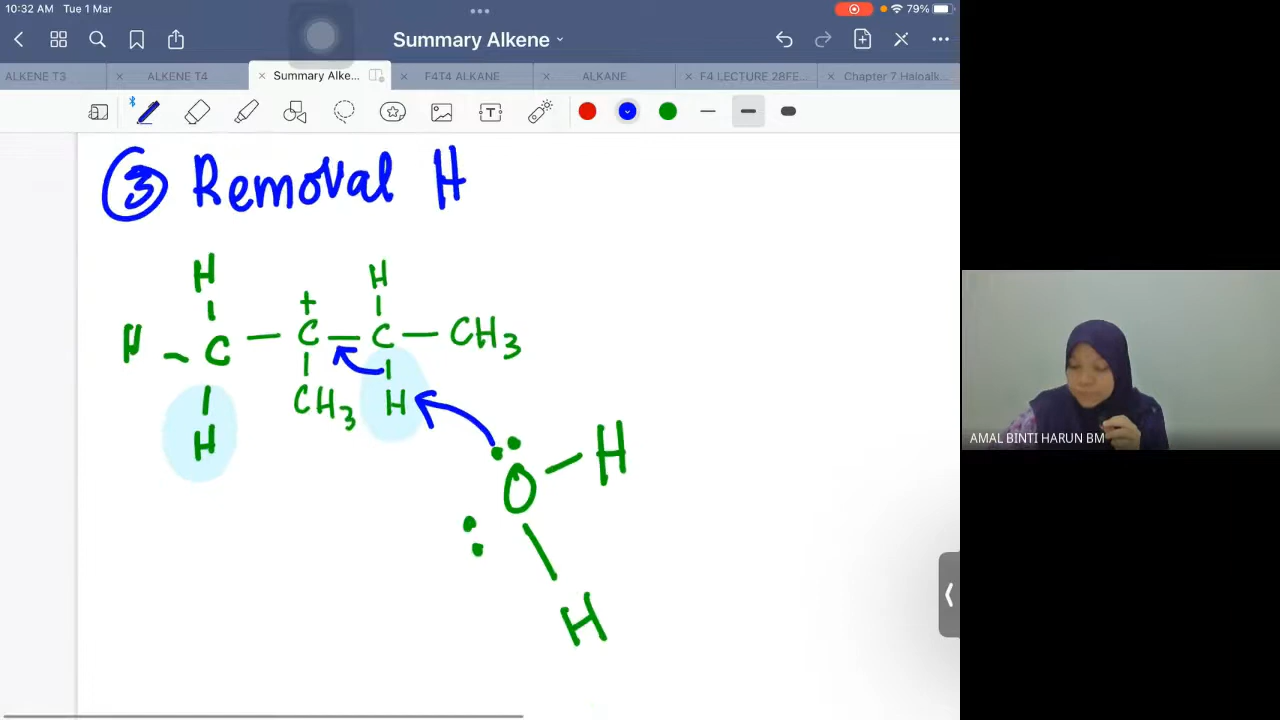 10:32 AM Tue 1 Mar
79%
Summary Alkene
ALKENE T3
ALKENE T4
Summary Alke...
F4T4 ALKANE
ALKANE
F4 LECTURE 28FE...
Chapter 7 Haloalk...
T
3 Removal H
H H
+
H - C - C - C - CH3
H CH3 H
O - H
H
AMAL BINTI HARUN BM